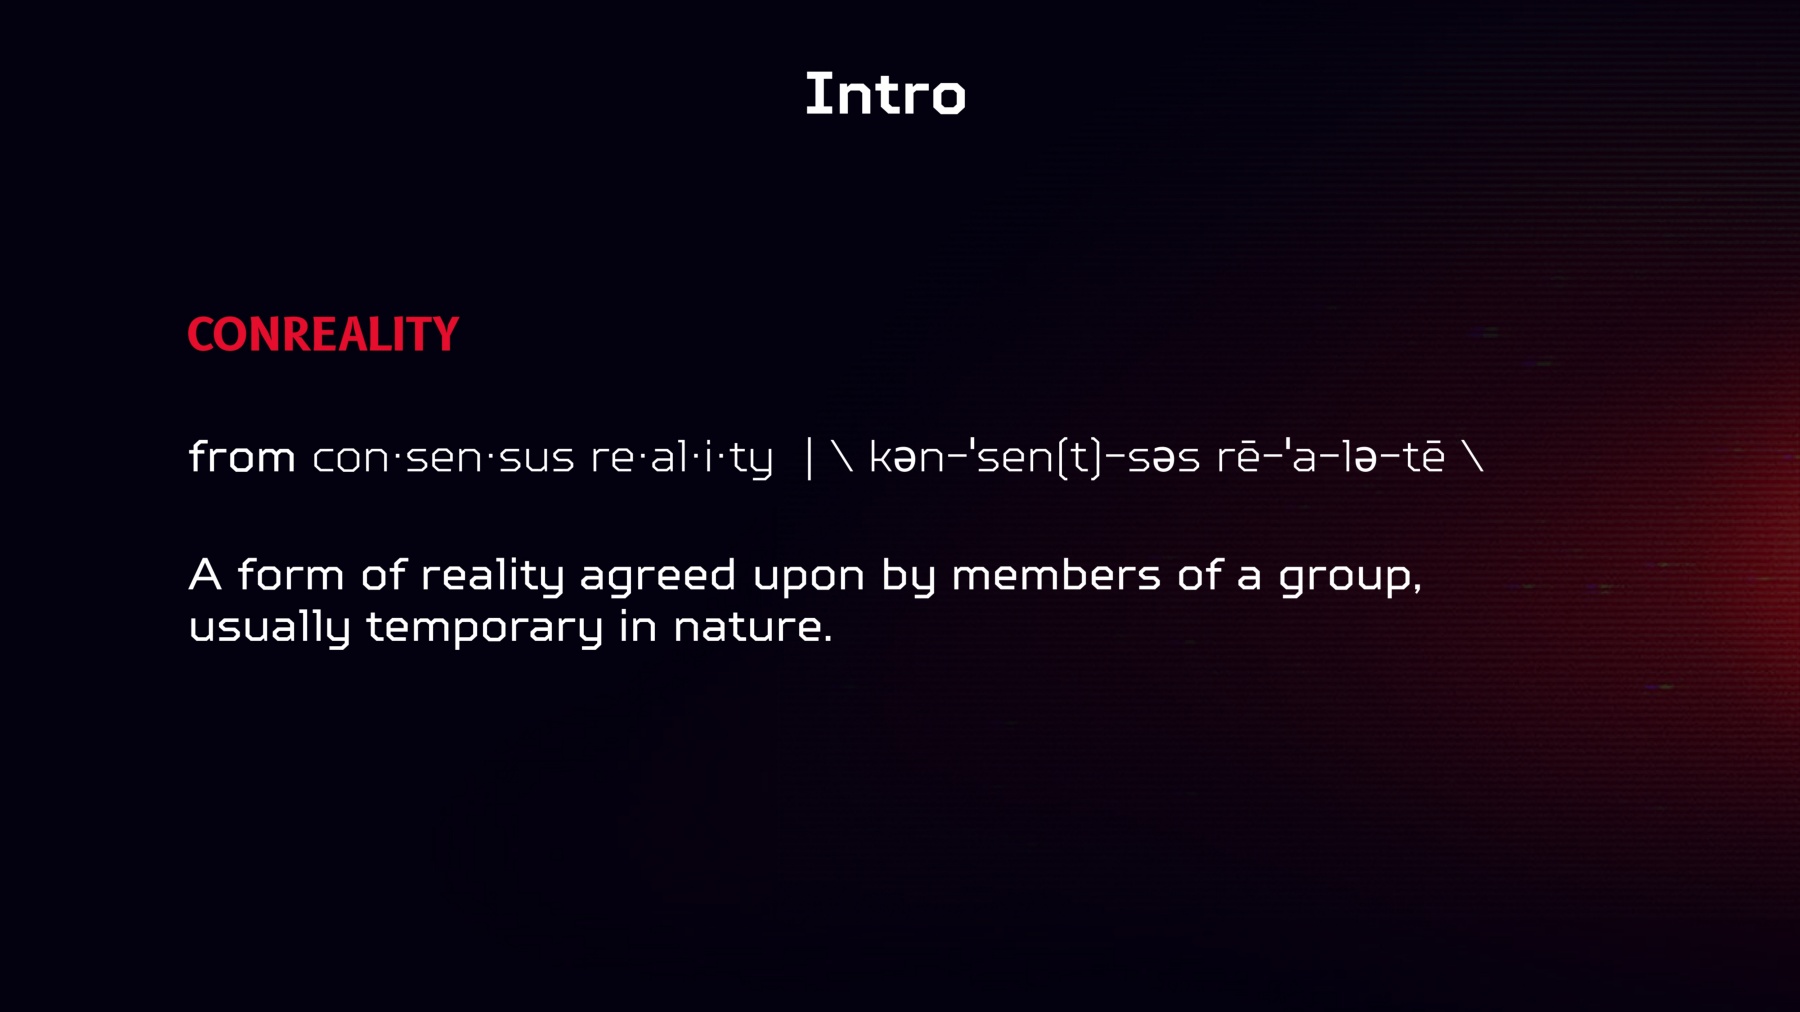 Intro
CONREALITY
from con·sen·sus re·al·i·ty | \ kən-ˈsen(t)-səs rē-ˈa-lə-tē \
A form of reality agreed upon by members of a group,
usually temporary in nature.